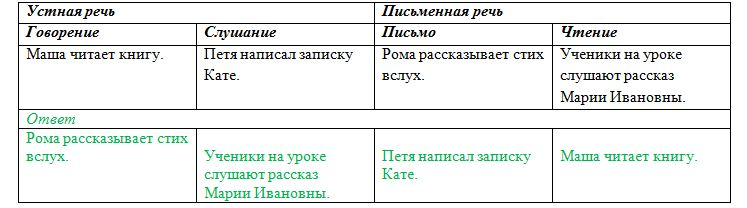 Устная речь
Письменная речь
Говорение
Слушание
Письмо
Чтение
Маша читает книгу.
Петя написал записку
Кате.
Рома рассказывает стих
вслух.
Ученики на уроке
слушают рассказ
Марии Ивановны.
Ответ
Рома рассказывает стих
вслух.
Ученики на уроке
слушают рассказ
Марии Ивановны.
Петя написал записку
Кате.
Маша читает книгу.